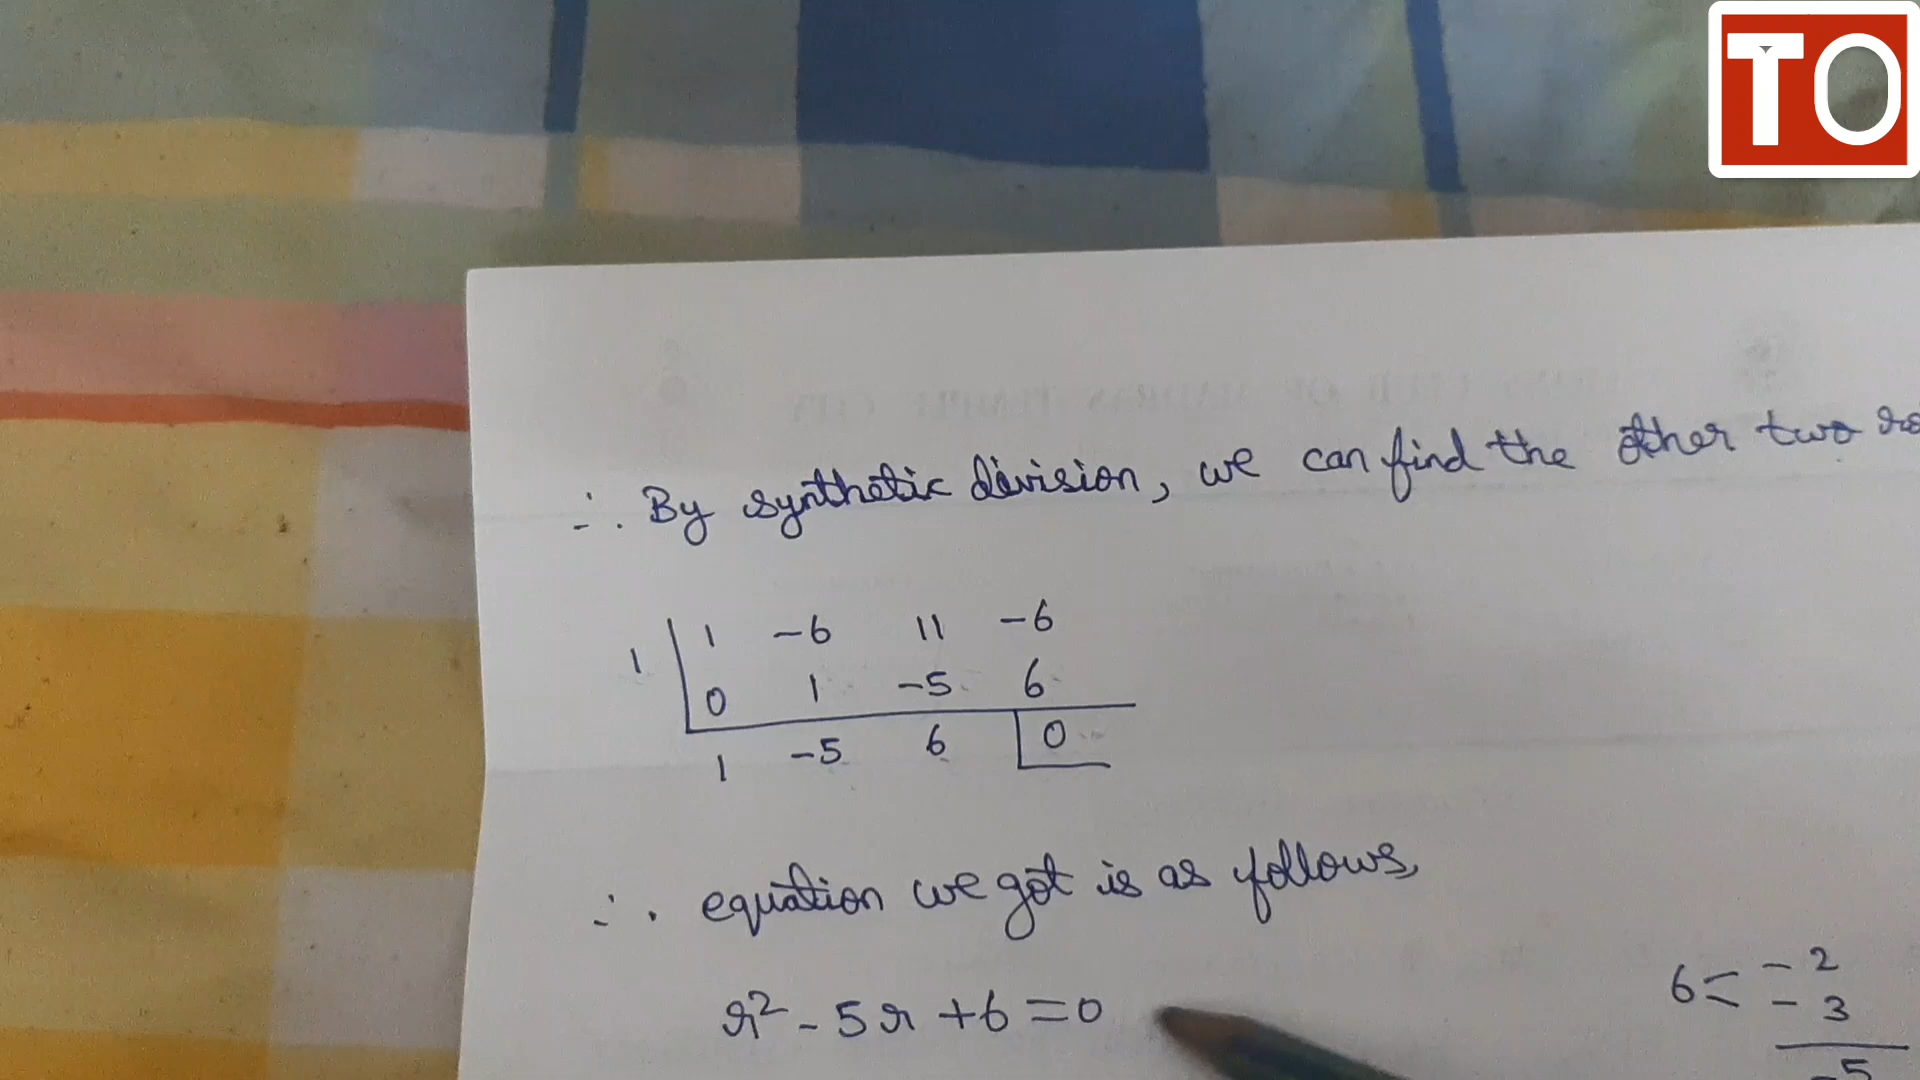 TO
∴ By synthetic division, we can find the other two
1 | 1 -6 11 -6
0 1 -5 6
1 -5 6 | 0
∴ equation we got is as follows,
r² - 5r + 6 = 0
6 < -2
-3
-5